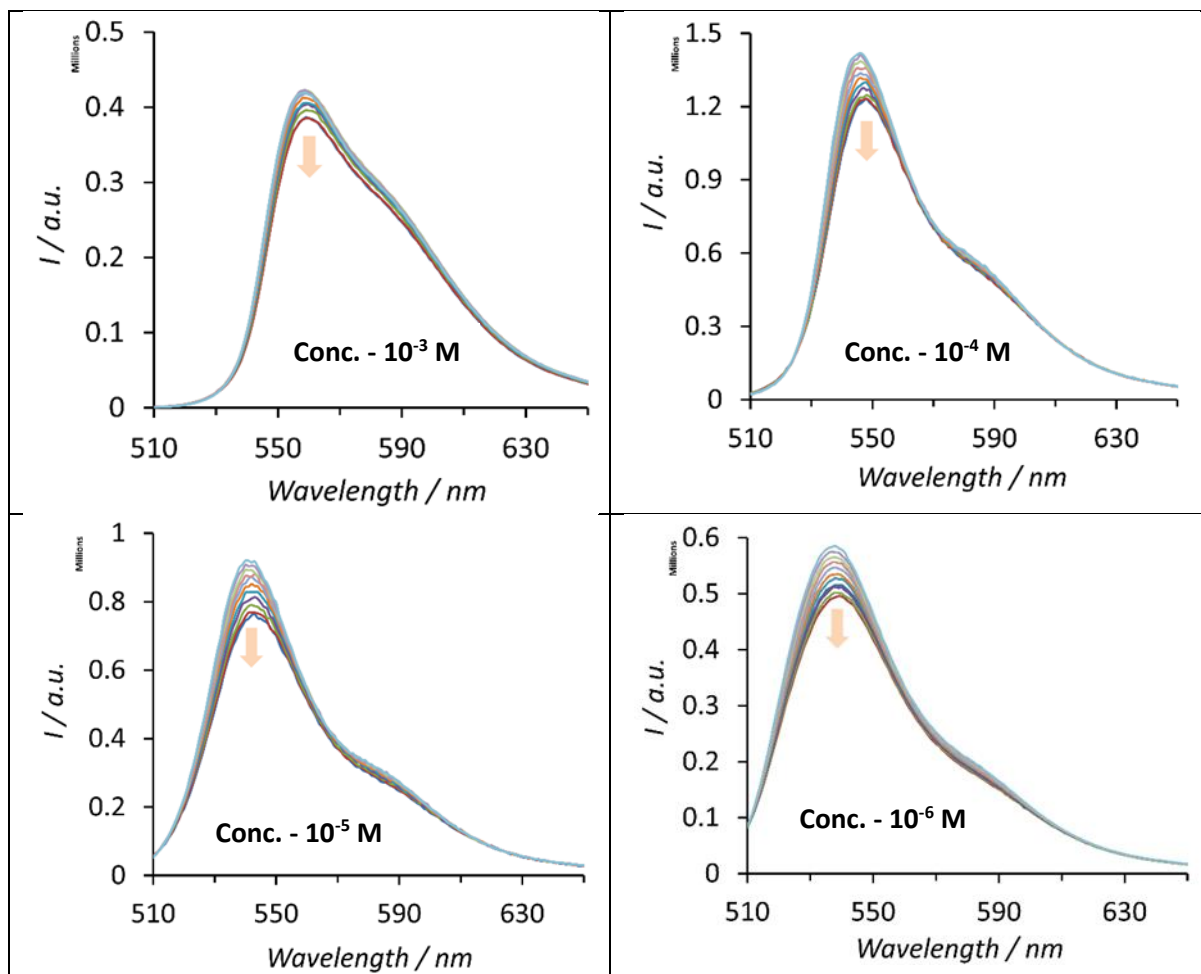 Millions
0.5
0.4
0.3
0.2
0.1
0
I / a.u.
Conc. - 10⁻³ M
510 550 590 630
Wavelength / nm
Millions
1.5
1.2
0.9
0.6
0.3
0
I / a.u.
Conc. - 10⁻⁴ M
510 550 590 630
Wavelength / nm
Millions
1
0.8
0.6
0.4
0.2
0
I / a.u.
Conc. - 10⁻⁵ M
510 550 590 630
Wavelength / nm
Millions
0.6
0.5
0.4
0.3
0.2
0.1
0
I / a.u.
Conc. - 10⁻⁶ M
510 550 590 630
Wavelength / nm